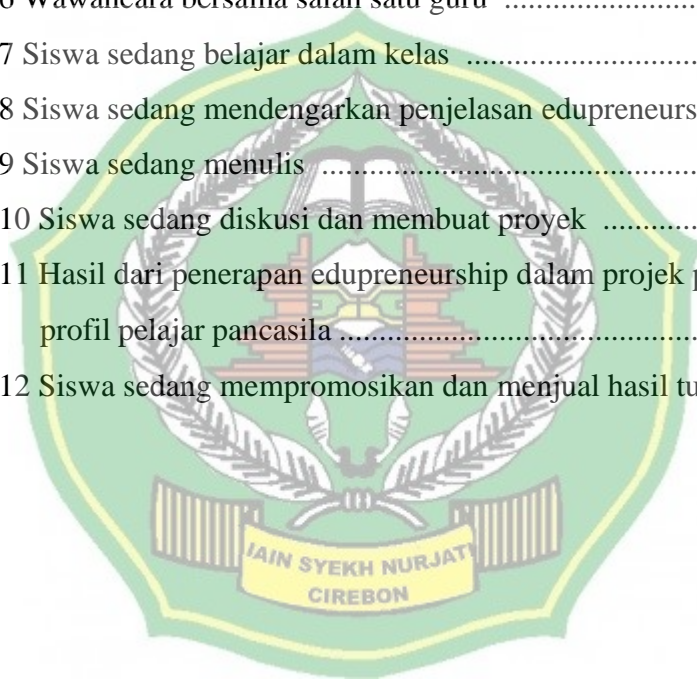 6 Wawancara bersama salah satu guru ........................
7 Siswa sedang belajar dalam kelas ............................
8 Siswa sedang mendengarkan penjelasan
9 Siswa sedang menulis ..............................................
10 Siswa sedang diskusi dan membuat proyek .............
11 Hasil dari penerapan edupreneurship dalam projek
profil pelajar pancasila ...........................................
12 Siswa sedang mempromosikan dan menjual hasil
IAIN SYEKH NURJATI
CIREBON